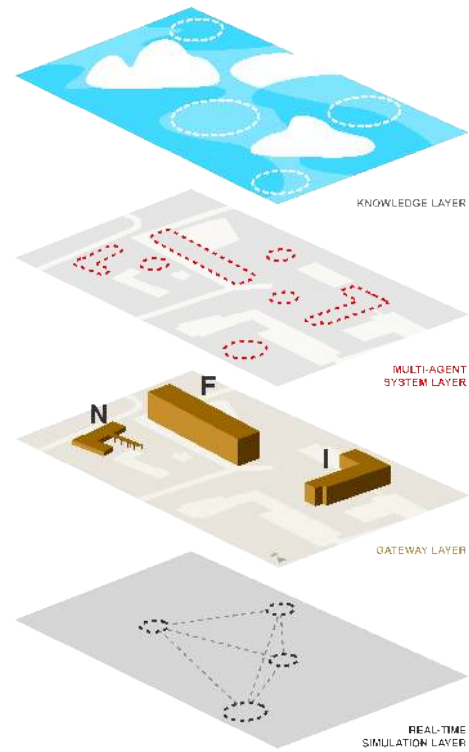 KNOWLEDGE LAYER
MULTI-AGENT
SYSTEM LAYER
F
N
I
GATEWAY LAYER
REAL-TIME
SIMULATION LAYER